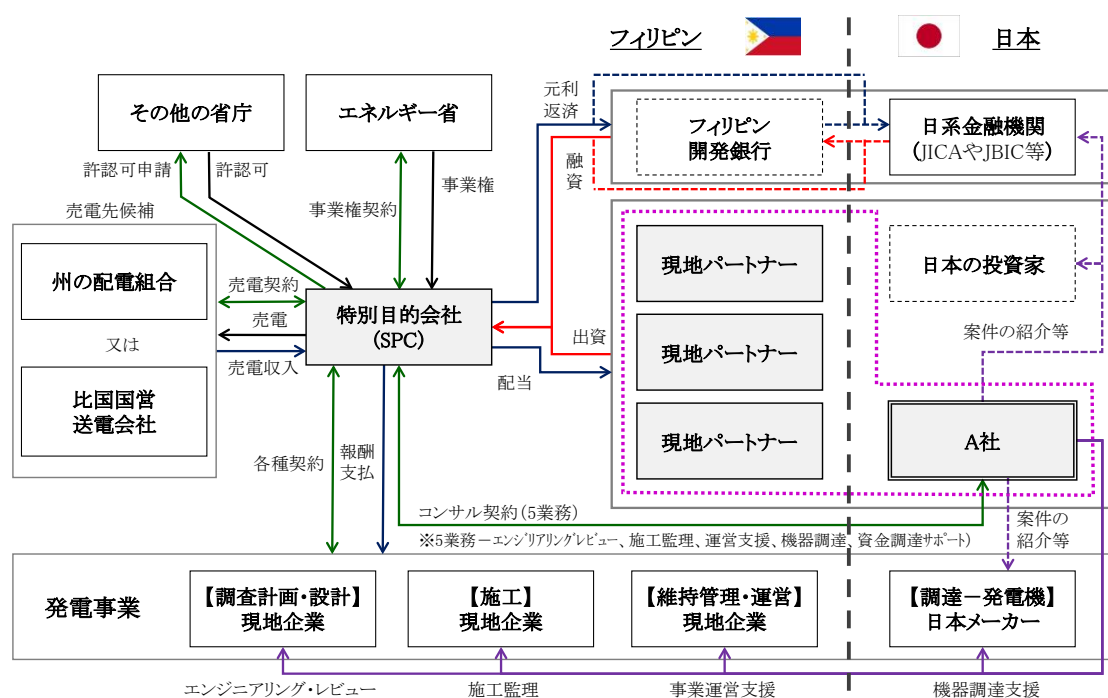 フィリピン
日本
その他の省庁
エネルギー省
元利
返済
フィリピン
開発銀行
日系金融機関
(JICAやJBIC等)
融
資
許認可申請
許認可
事業権契約
事業権
売電先候補
州の配電組合
又は
比国国営
送電会社
売電契約
売電
売電収入
特別目的会社
(SPC)
出資
配当
現地パートナー
現地パートナー
現地パートナー
日本の投資家
案件の紹介等
A社
各種契約
報酬
支払
コンサル契約(5業務)
※5業務－エンジリアリングレビュー、施工監理、運営支援、機器調達、資金調達サポート)
案件の
紹介等
発電事業
【調査計画・設計】
現地企業
【施工】
現地企業
【維持管理・運営】
現地企業
【調達－発電機】
日本メーカー
エンジニアリング・レビュー
施工監理
事業運営支援
機器調達支援